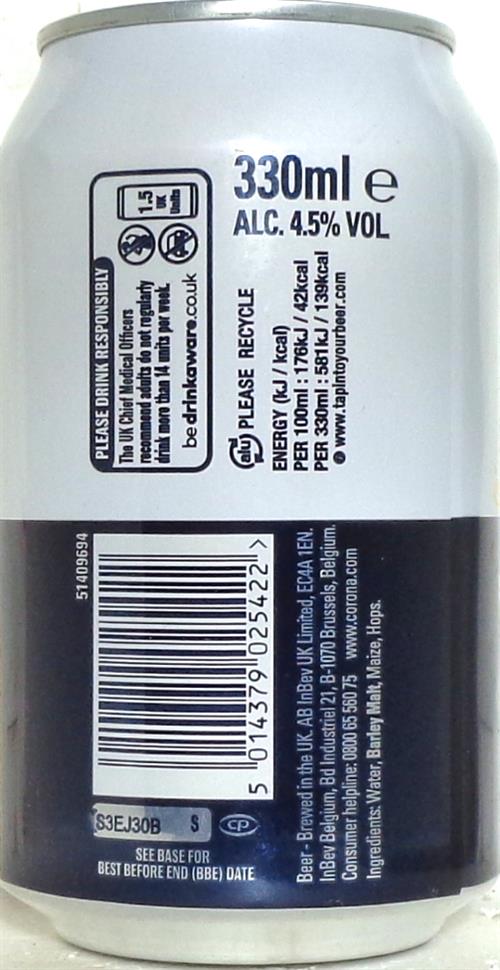 330ml e
ALC. 4.5% VOL
PLEASE DRINK RESPONSIBLY
The UK Chief Medical Officers
recommend adults do not regularly
drink more than 14 units per week.
be drinkaware.co.uk
1.5
UK
Units
alu PLEASE RECYCLE
ENERGY (kJ / kcal)
PER 100ml : 176kJ / 42kcal
PER 330ml : 581kJ / 139kcal
www.tapintoyourbeer.com
51409694
5 014379 025422 >
S3EJ30B S
CP
SEE BASE FOR
BEST BEFORE END (BBE) DATE
Beer - Brewed in the UK. AB InBev UK Limited, EC4A 1EN.
InBev Belgium, Bd Industriel 21, B-1070 Brussels, Belgium.
Consumer helpline: 0800 65 560 75 www.corona.com
Ingredients: Water, Barley Malt, Maize, Hops.